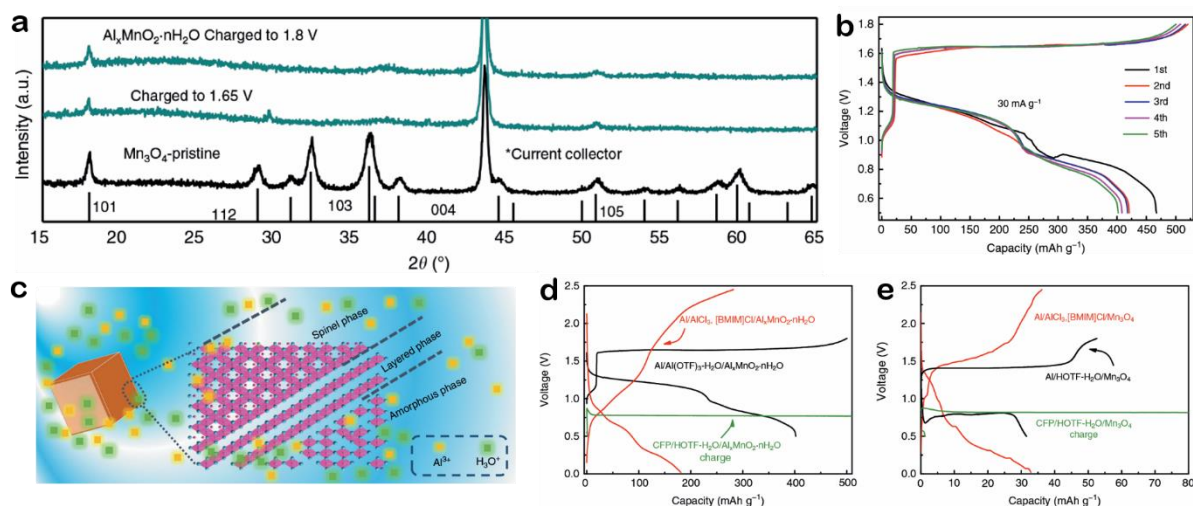 a
AlₓMnO₂·nH₂O Charged to 1.8 V
Charged to 1.65 V
Mn₃O₄-pristine
*Current collector
101
112
103
004
105
15 20 25 30 35 40 45 50 55 60 65
2θ (°)
Intensity (a.u.)
b
1.8
1.6
1.4
1.2
1.0
0.8
0.6
0 50 100 150 200 250 300 350 400 450 500
Voltage (V)
Capacity (mAh g⁻¹)
30 mA g⁻¹
1st
2nd
3rd
4th
5th
c
Spinel phase
Layered phase
Amorphous phase
Al³⁺
H₃O⁺
d
2.5
2.0
1.5
1.0
0.5
0.0
0 100 200 300 400 500
Voltage (V)
Capacity (mAh g⁻¹)
Al/AlCl₃, [BMIM]Cl/AlₓMnO₂·nH₂O
Al/Al(OTF)₃-H₂O/AlₓMnO₂·nH₂O
CFP/HOTF-H₂O/AlₓMnO₂·nH₂O
charge
e
2.5
2.0
1.5
1.0
0.5
0.0
0 10 20 30 40 50 60 70 80
Voltage (V)
Capacity (mAh g⁻¹)
Al/AlCl₃.[BMIM]Cl/Mn₃O₄
Al/HOTF-H₂O/Mn₃O₄
CFP/HOTF-H₂O/Mn₃O₄
charge